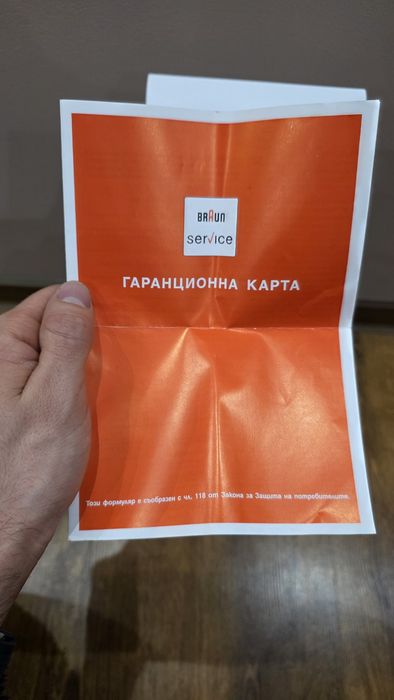 BRAUN
service
ГАРАНЦИОННА КАРТА
Този формуляр е съобразен с чл. 118 от Закона за Защита на потребителите.